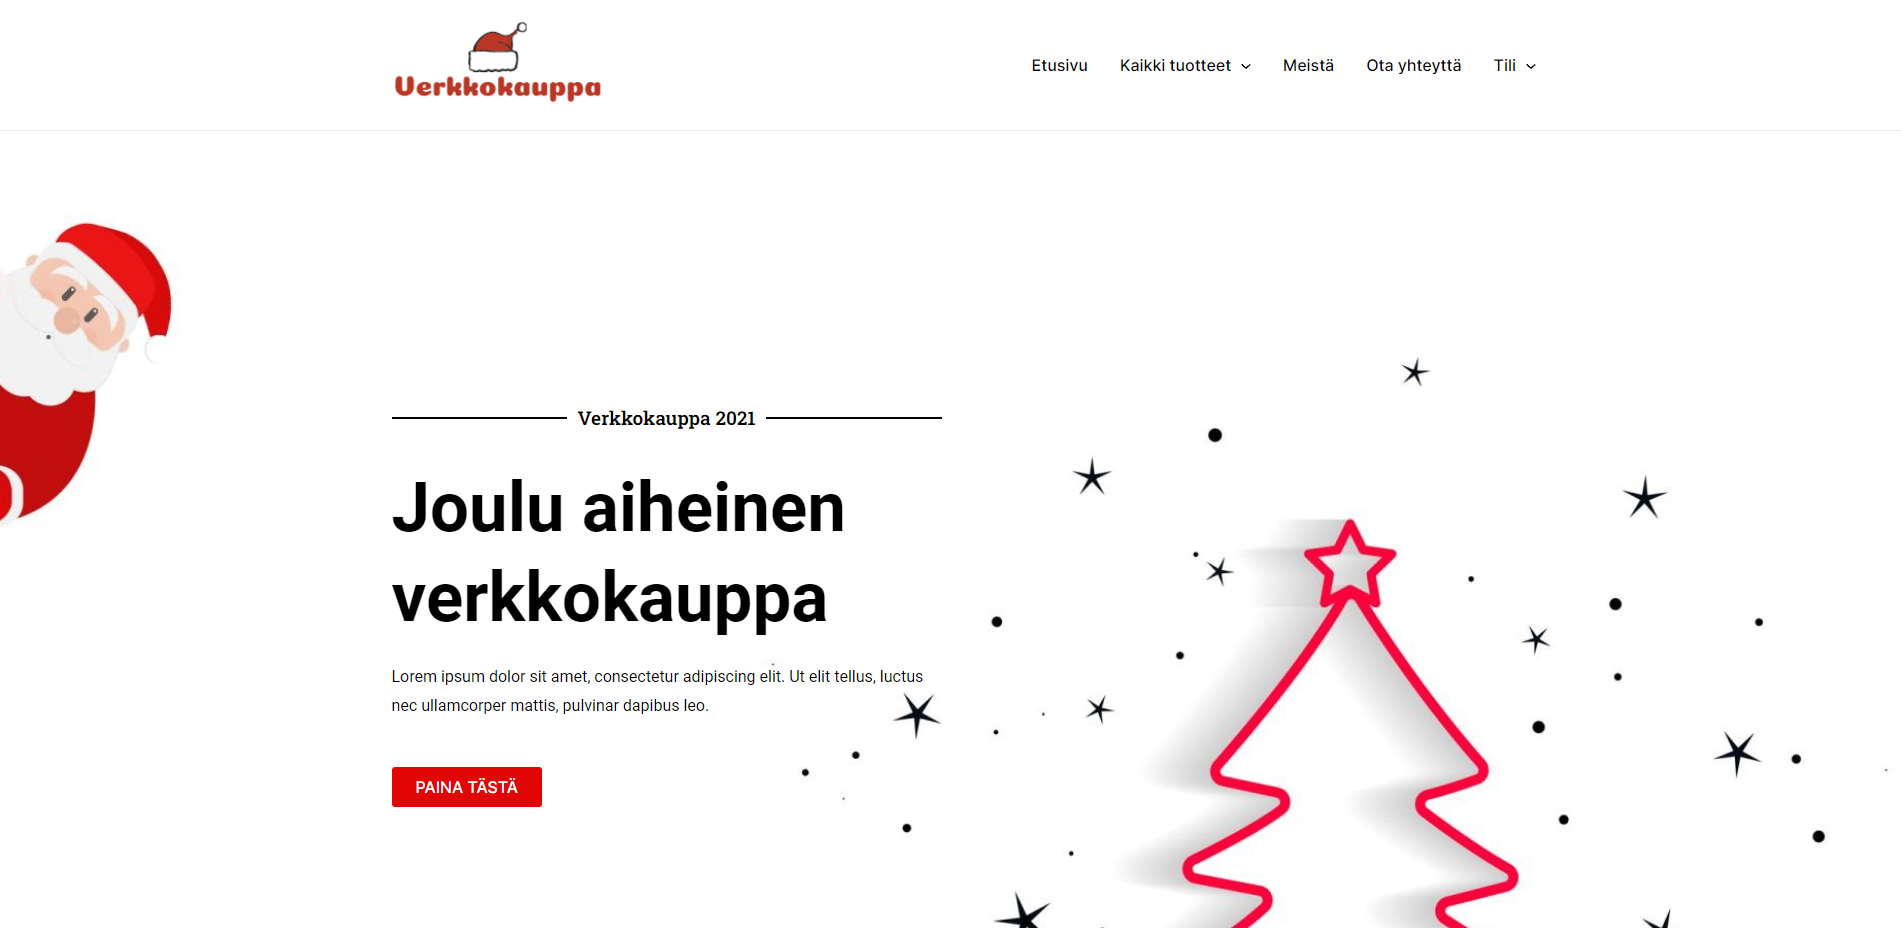 Verkkokauppa
Etusivu
Kaikki tuotteet
Meistä
Ota yhteyttä
Tili
Verkkokauppa 2021
Joulu aiheinen
verkkokauppa
Lorem ipsum dolor sit amet, consectetur adipiscing elit. Ut elit tellus, luctus
nec ullamcorper mattis, pulvinar dapibus leo.
PAINA TÄSTÄ